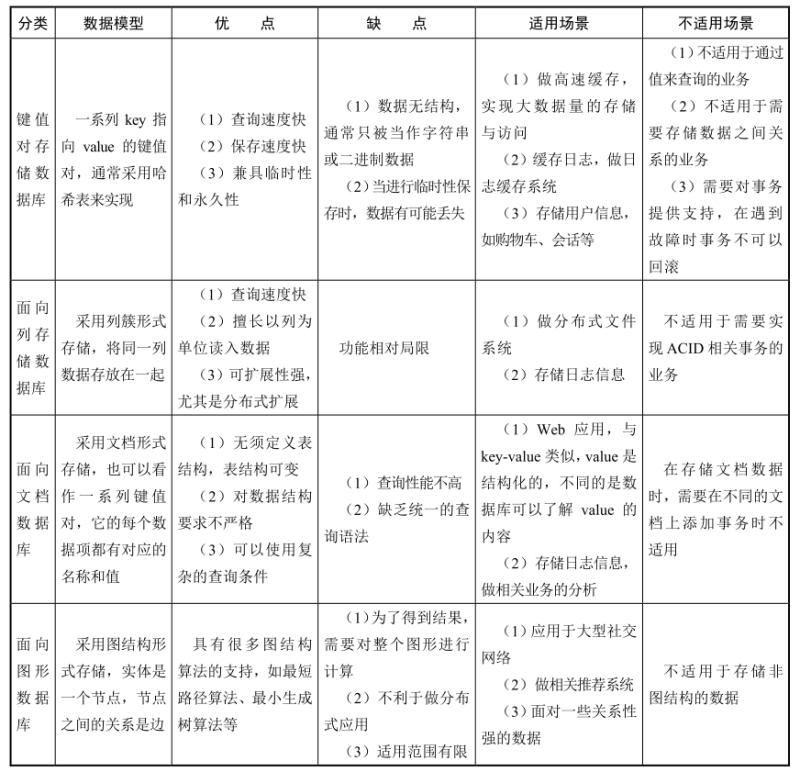 分类
数据模型
优 点
缺 点
适用场景
不适用场景
键值
对存
储数
据库
一系列 key 指
向 value 的键值
对，通常采用哈
希表来实现
（1）查询速度快
（2）保存速度快
（3）兼具临时性
和永久性
（1）数据无结构，
通常只被当作字符串
或二进制数据
（2）当进行临时性保
存时，数据有可能丢失
（1）做高速缓存，
实现大数据量的存储
与访问
（2）缓存日志，做日
志缓存系统
（3）存储用户信息，
如购物车、会话等
（1）不适用于通过
值来查询的业务
（2）不适用于需
要存储数据之间关
系的业务
（3）需要对事务
提供支持，在遇到
故障时事务不可以
回滚
面向
列存
储数
据库
采用列簇形式
存储，将同一列
数据存放在一起
（1）查询速度快
（2）擅长以列为
单位读入数据
（3）可扩展性强，
尤其是分布式扩展
功能相对局限
（1）做分布式文件
系统
（2）存储日志信息
不适用于需要实
现 ACID 相关事务的
业务
面向
文档
数据
库
采用文档形式
存储，也可以看
作一系列键值
对，它的每个数
据项都有对应的
名称和值
（1）无须定义表
结构，表结构可变
（2）对数据结构
要求不严格
（3）可以使用复
杂的查询条件
（1）查询性能不高
（2）缺乏统一的查
询语法
（1）Web 应用，与
key-value 类似，value 是
结构化的，不同的是数
据库可以了解 value 的
内容
（2）存储日志信息，
做相关业务的分析
在存储文档数据
时，需要在不同的文
档上添加事务时不
适用
面向
图形
数据
库
采用图结构形
式存储，实体是
一个节点，节点
之间的关系是边
具有很多图结构
算法的支持，如最短
路径算法、最小生成
树算法等
（1）为了得到结果，
需要对整个图形进行
计算
（2）不利于做分布
式应用
（3）适用范围有限
（1）应用于大型社交
网络
（2）做相关推荐系统
（3）面对一些关系性
强的数据
不适用于存储非
图结构的数据